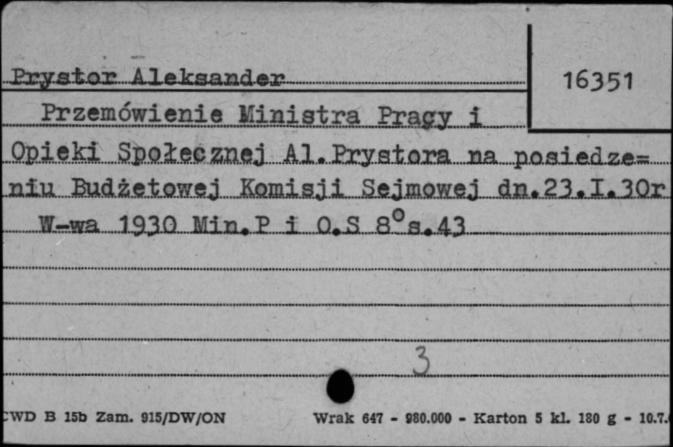 Prystor Aleksander
16351
Przemówienie Ministra Pracy i
Opieki Społecznej Al.Prystora na posiedze=
niu Budżetowej Komisji Sejmowej dn.23.I.30r
W-wa 1930 Min.P i O.S 8° s.43
3
CWD B 15b Zam. 915/DW/ON Wrak 647 - 980.000 - Karton 5 kl. 180 g - 10.7.